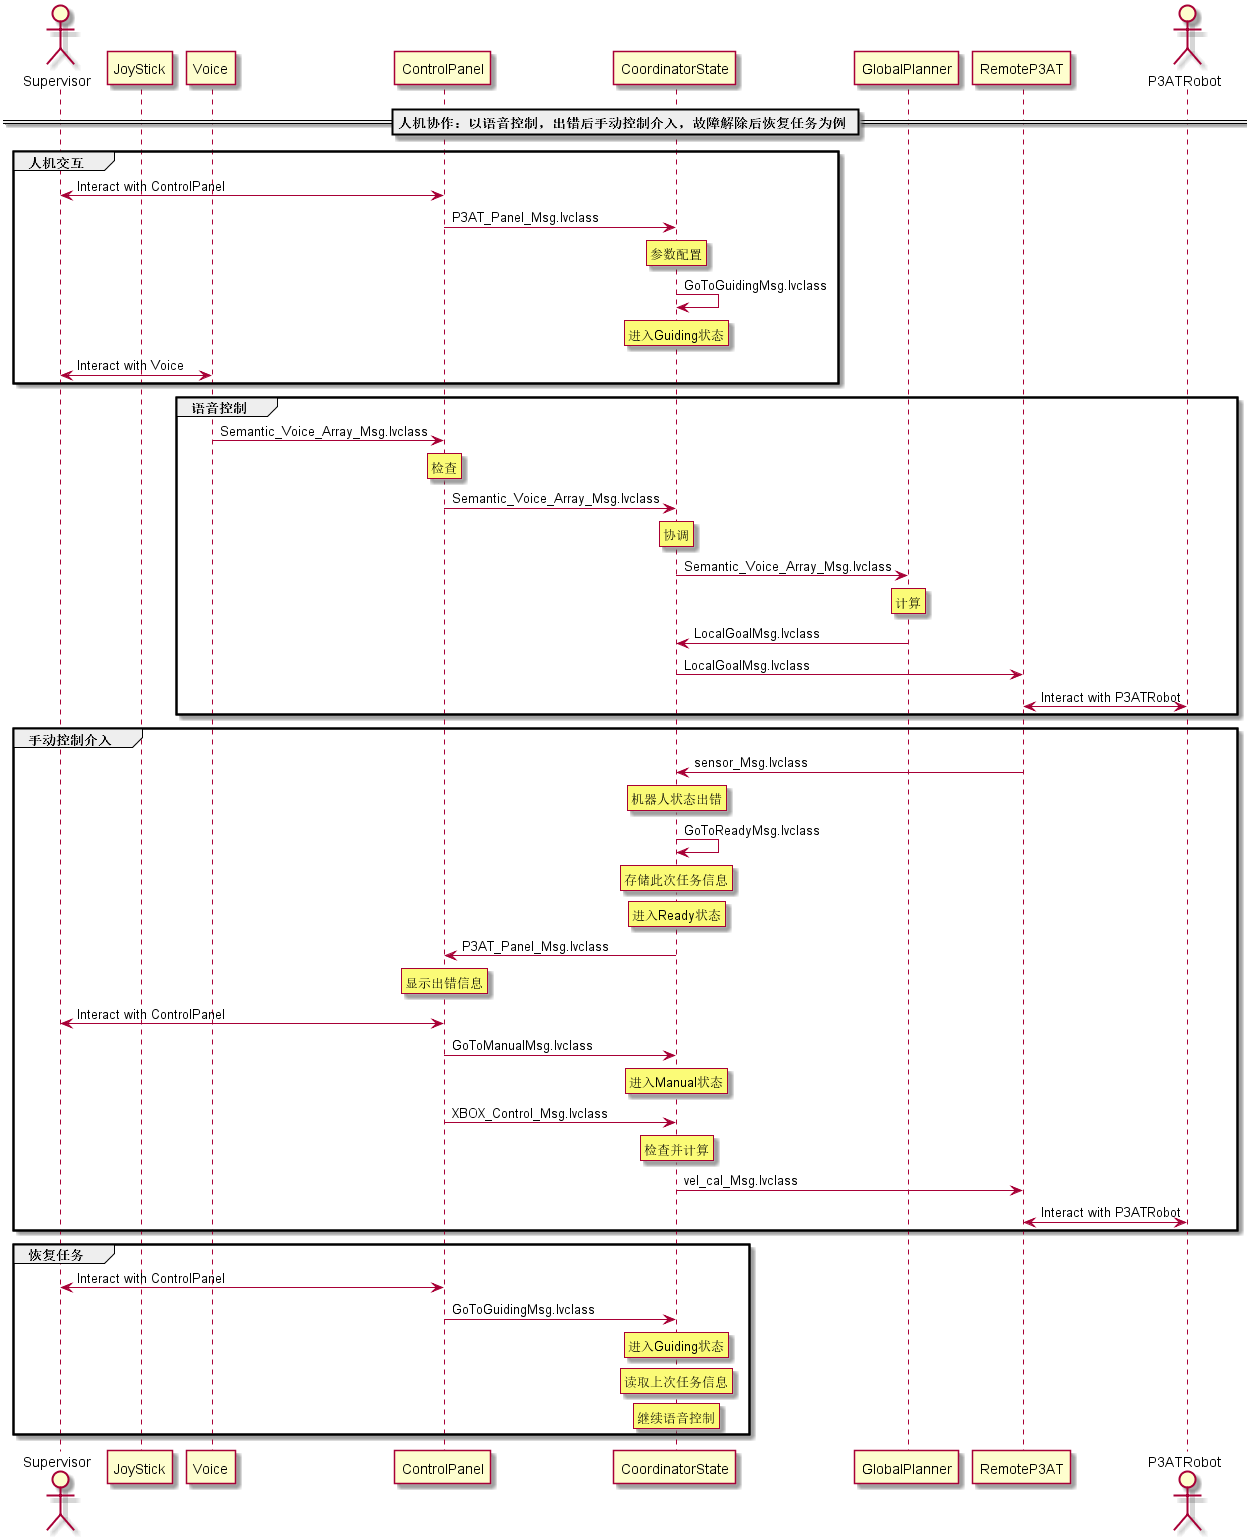 Supervisor
JoyStick
Voice
ControlPanel
CoordinatorState
GlobalPlanner
RemoteP3AT
P3ATRobot
人机协作：以语音控制，出错后手动控制介入，故障解除后恢复任务为例
人机交互
Interact with ControlPanel
P3AT_Panel_Msg.lvclass
参数配置
GoToGuidingMsg.lvclass
进入Guiding状态
Interact with Voice
语音控制
Semantic_Voice_Array_Msg.lvclass
检查
Semantic_Voice_Array_Msg.lvclass
协调
Semantic_Voice_Array_Msg.lvclass
计算
LocalGoalMsg.lvclass
LocalGoalMsg.lvclass
Interact with P3ATRobot
手动控制介入
sensor_Msg.lvclass
机器人状态出错
GoToReadyMsg.lvclass
存储此次任务信息
进入Ready状态
P3AT_Panel_Msg.lvclass
显示出错信息
Interact with ControlPanel
GoToManualMsg.lvclass
进入Manual状态
XBOX_Control_Msg.lvclass
检查并计算
vel_cal_Msg.lvclass
Interact with P3ATRobot
恢复任务
Interact with ControlPanel
GoToGuidingMsg.lvclass
进入Guiding状态
读取上次任务信息
继续语音控制
Supervisor
JoyStick
Voice
ControlPanel
CoordinatorState
GlobalPlanner
RemoteP3AT
P3ATRobot